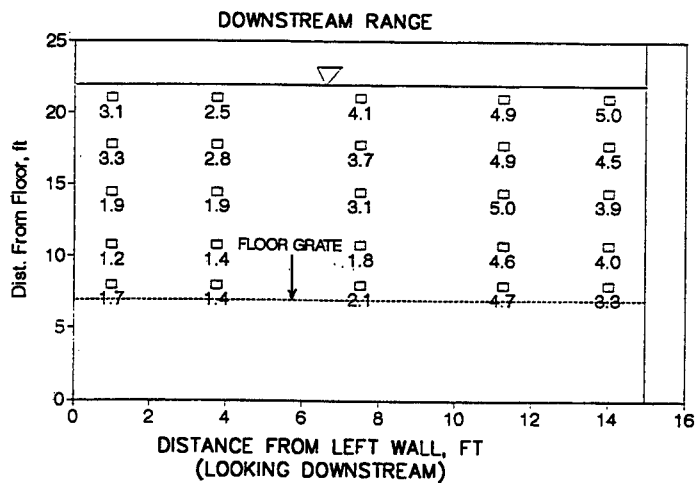 DOWNSTREAM RANGE
25
20
15
10
5
0
Dist. From Floor, ft
3.1 2.5 4.1 4.9 5.0
3.3 2.8 3.7 4.9 4.5
1.9 1.9 3.1 5.0 3.9
FLOOR GRATE
1.2 1.4 1.8 4.6 4.0
1.7 1.4 2.1 4.7 3.3
0 2 4 6 8 10 12 14 16
DISTANCE FROM LEFT WALL, FT
(LOOKING DOWNSTREAM)